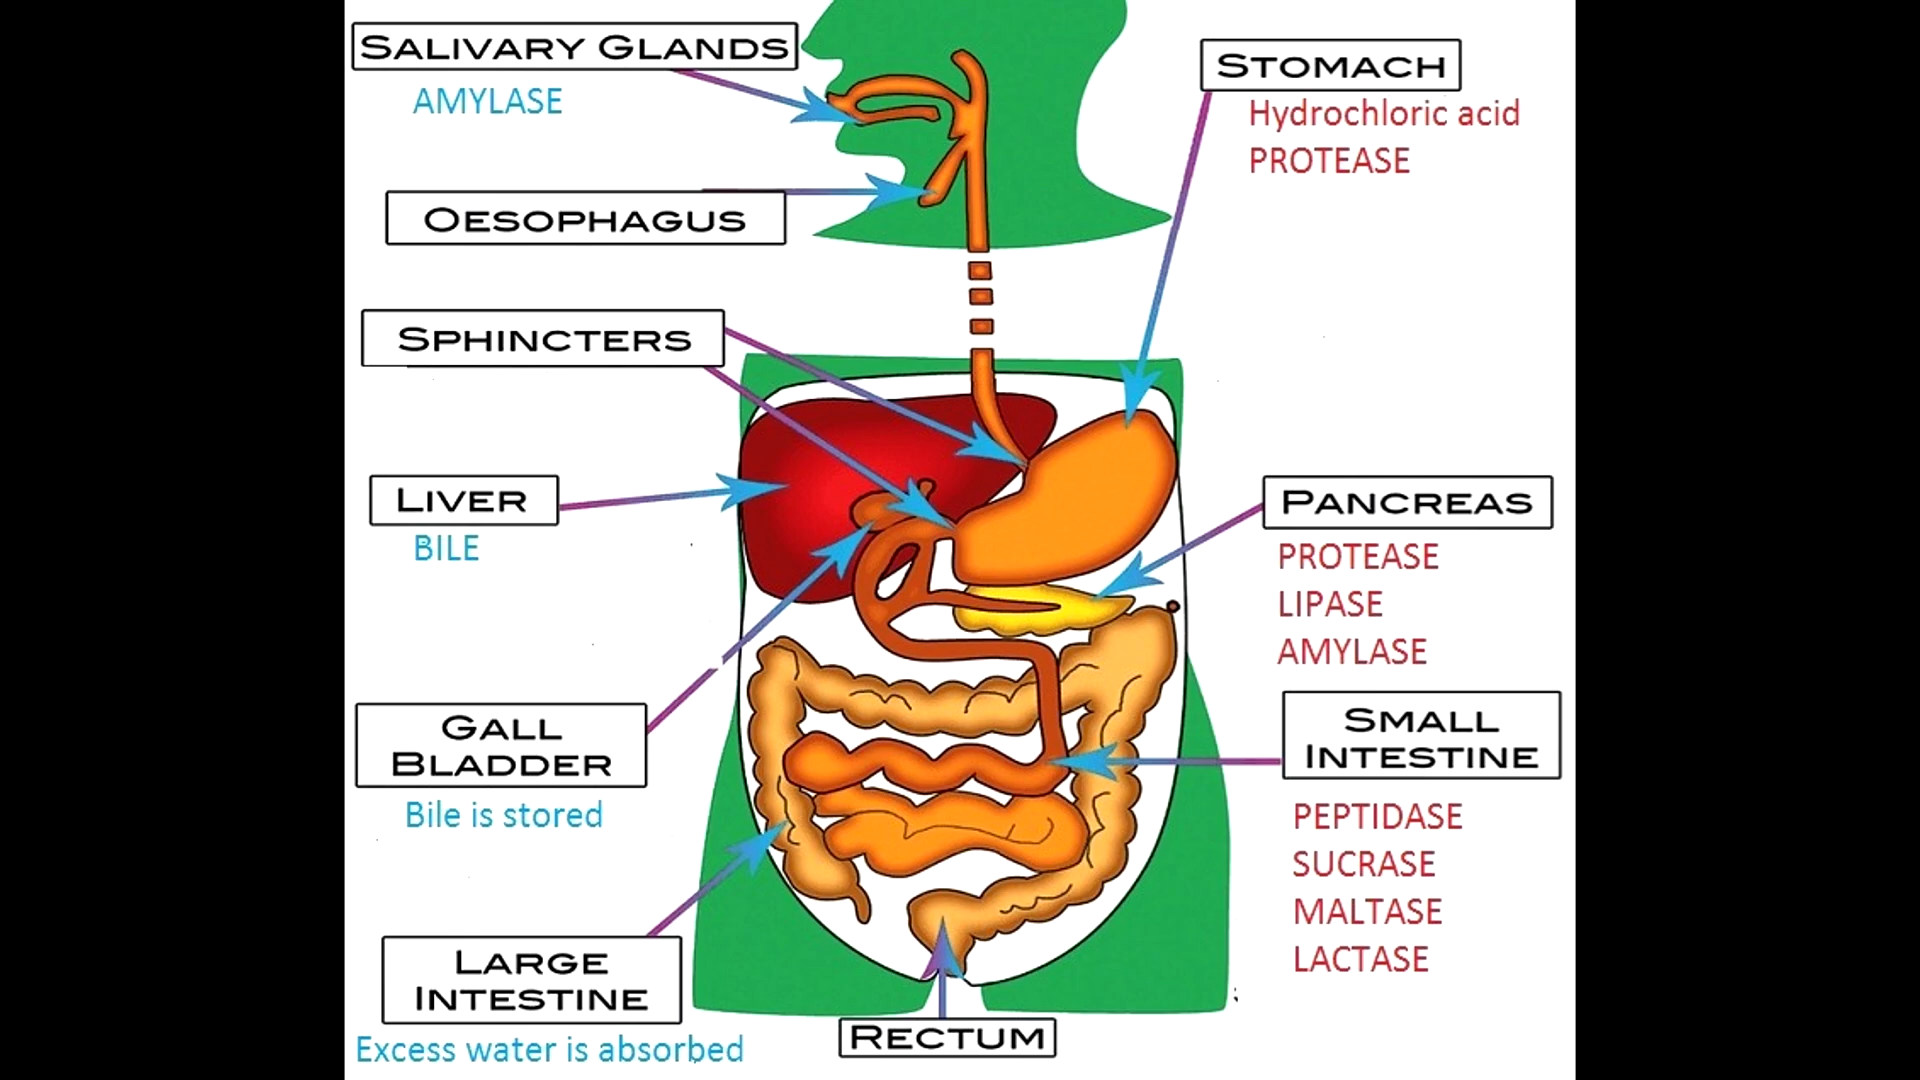 SALIVARY GLANDS
AMYLASE
OESOPHAGUS
SPHINCTERS
LIVER
BILE
GALL
BLADDER
Bile is stored
LARGE
INTESTINE
Excess water is absorbed
RECTUM
STOMACH
Hydrochloric acid
PROTEASE
PANCREAS
PROTEASE
LIPASE
AMYLASE
SMALL
INTESTINE
PEPTIDASE
SUCRASE
MALTASE
LACTASE